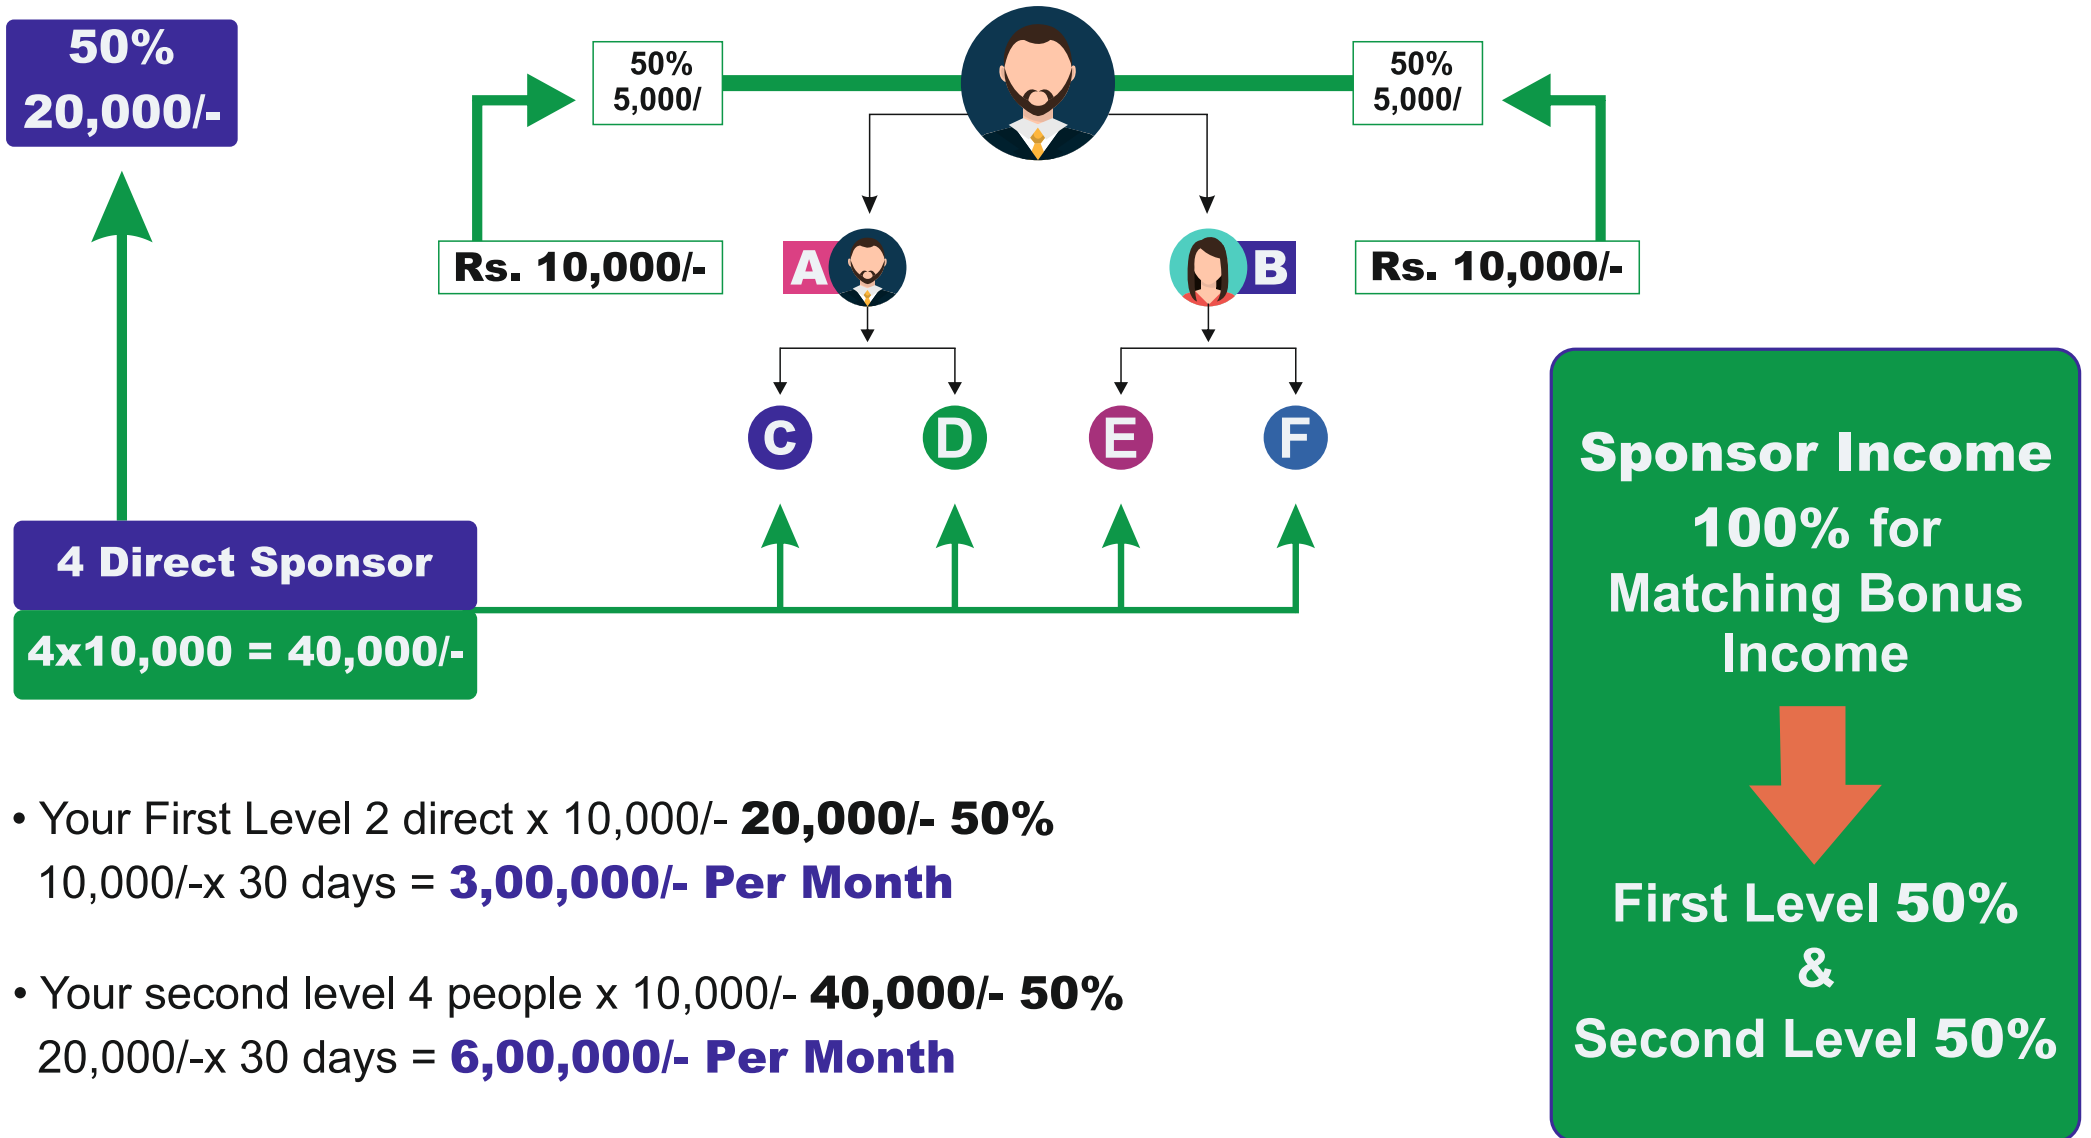 50%
20,000/-
50%
5,000/
50%
5,000/
Rs. 10,000/-
A
B
Rs. 10,000/-
C
D
E
F
4 Direct Sponsor
4x10,000 = 40,000/-
Sponsor Income
100% for
Matching Bonus
Income
First Level 50%
&
Second Level 50%
• Your First Level 2 direct x 10,000/- 20,000/- 50%
10,000/-x 30 days = 3,00,000/- Per Month
• Your second level 4 people x 10,000/- 40,000/- 50%
20,000/-x 30 days = 6,00,000/- Per Month